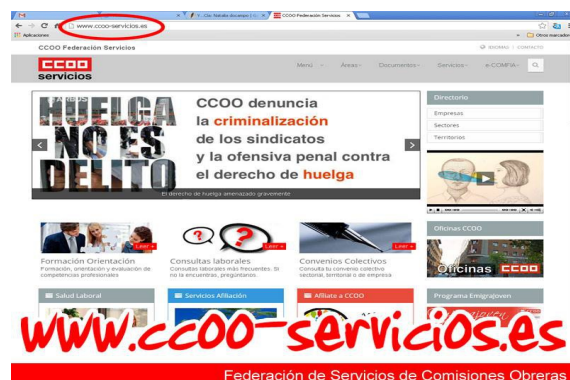 CCOO Federación Servicios
www.ccoo-servicios.es
Aplicaciones
Otros marcador
CCOO Federación Servicios
IDIOMAS | CONTACTO
CCOO
servicios
Menú
Áreas
Documentos
Servicios
e-COMFIA
HUELGA
NO ES
DELITO
CCOO denuncia
la criminalización
de los sindicatos
y la ofensiva penal contra
el derecho de huelga
El derecho de huelga amenazado gravemente
Directorio
Empresas
Sectores
Territorios
Oficinas CCOO
Oficinas CCOO
Leer +
Leer +
Leer +
Formación Orientación
Formación, orientación y evaluación de
competencias profesionales
Consultas laborales
Consultas laborales más frecuentes. Si
no la encuentras, pregúntanos.
Convenios Colectivos
Consulta tu convenio colectivo
sectorial, territorial o de empresa.
Salud Laboral
Servicios Afiliación
Afíliate a CCOO
Programa Emigrajoven
www.ccoo-servicios.es
Federación de Servicios de Comisiones Obreras